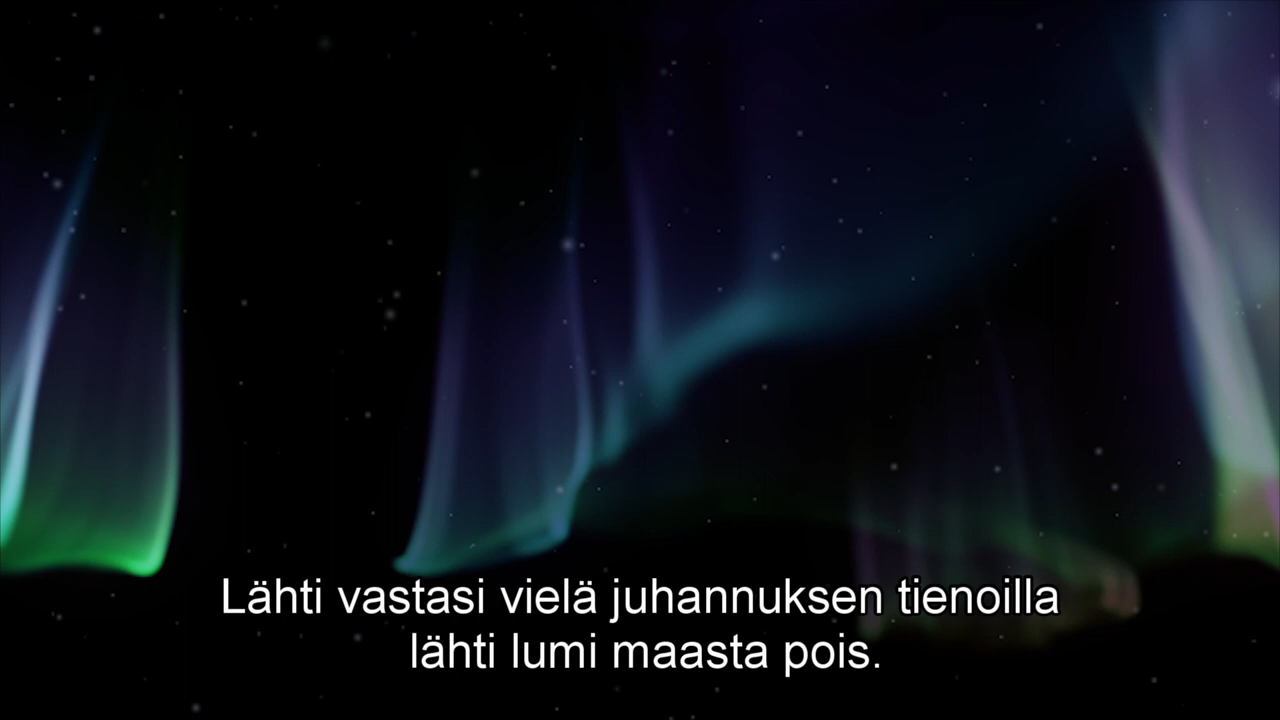 Lähti vastasi vielä juhannuksen tienoilla
lähti lumi maasta pois.